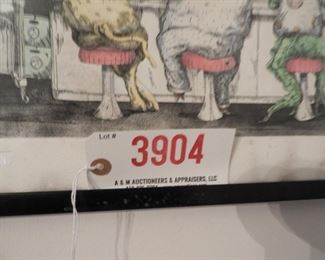 Lot #
3904
A & M AUCTIONEERS & APPRAISERS, LLC